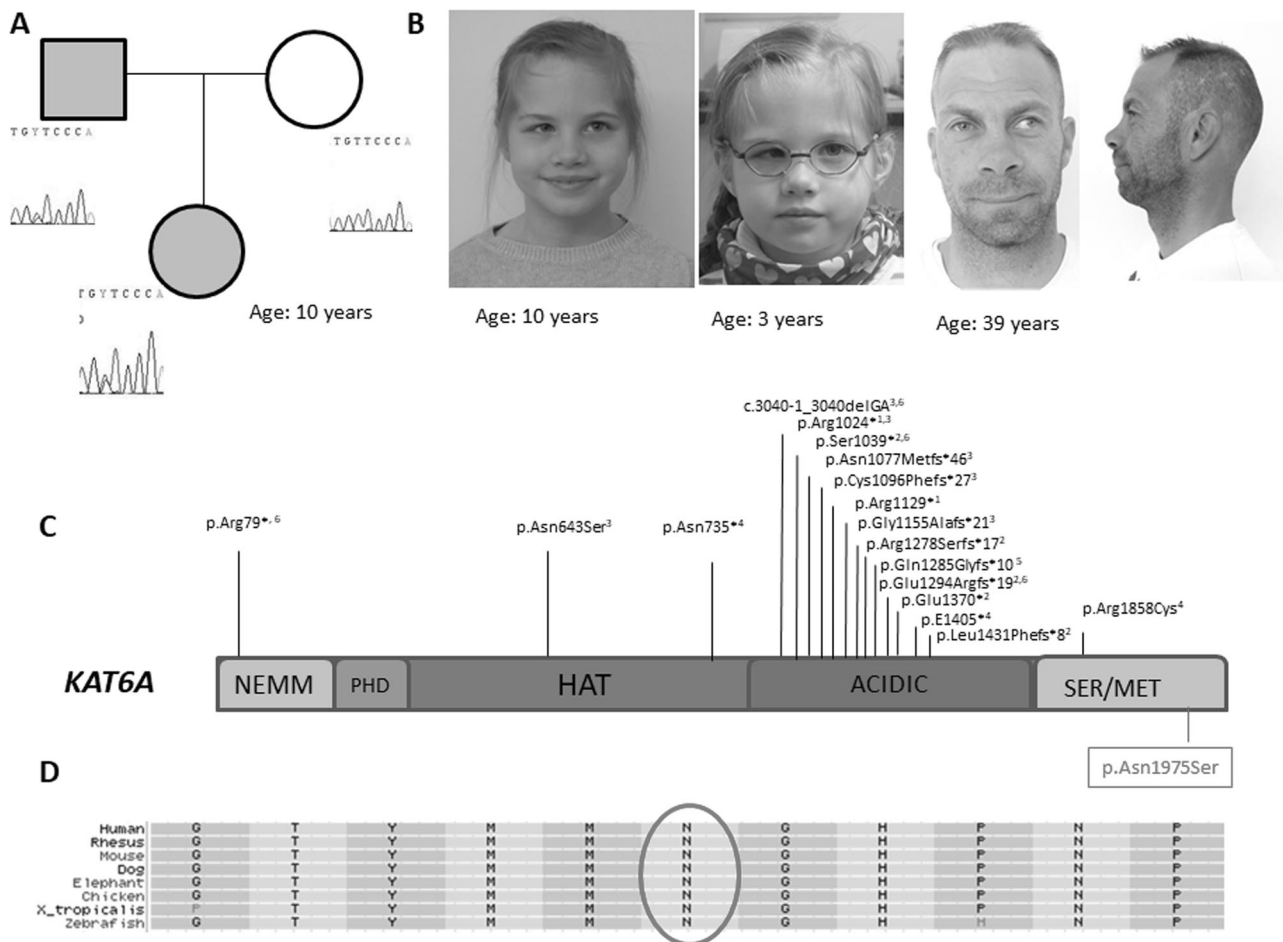 A
B
TGYTCCCA
TGTTCCCA
TGYTCCCA
Age: 10 years
Age: 10 years
Age: 3 years
Age: 39 years
C
c.3040-1_3040delGA3,6
p.Arg1024*1,3
p.Ser1039*2,6
p.Asn1077Metfs*463
p.Cys1096Phefs*273
p.Arg1129*1
p.Gly1155Alafs*213
p.Arg1278Serfs*172
p.Gln1285Glyfs*105
p.Glu1294Argfs*192,6
p.Glu1370*2
p.E1405*4
p.Leu1431Phefs*82
p.Arg79*,6
p.Asn643Ser3
p.Asn735*4
p.Arg1858Cys4
KAT6A NEMM PHD HAT ACIDIC SER/MET
p.Asn1975Ser
D
Human G T Y M M N G H P N P
Rhesus G T Y M M N G H P N P
Mouse G T Y M M N G H P N P
Dog G T Y M M N G H P N P
Elephant G T Y M M N G H P N P
Chicken G T Y M M N G H P N P
X_tropicalis P T Y M M N G H P N P
Zebrafish G T Y M M N G H H N P